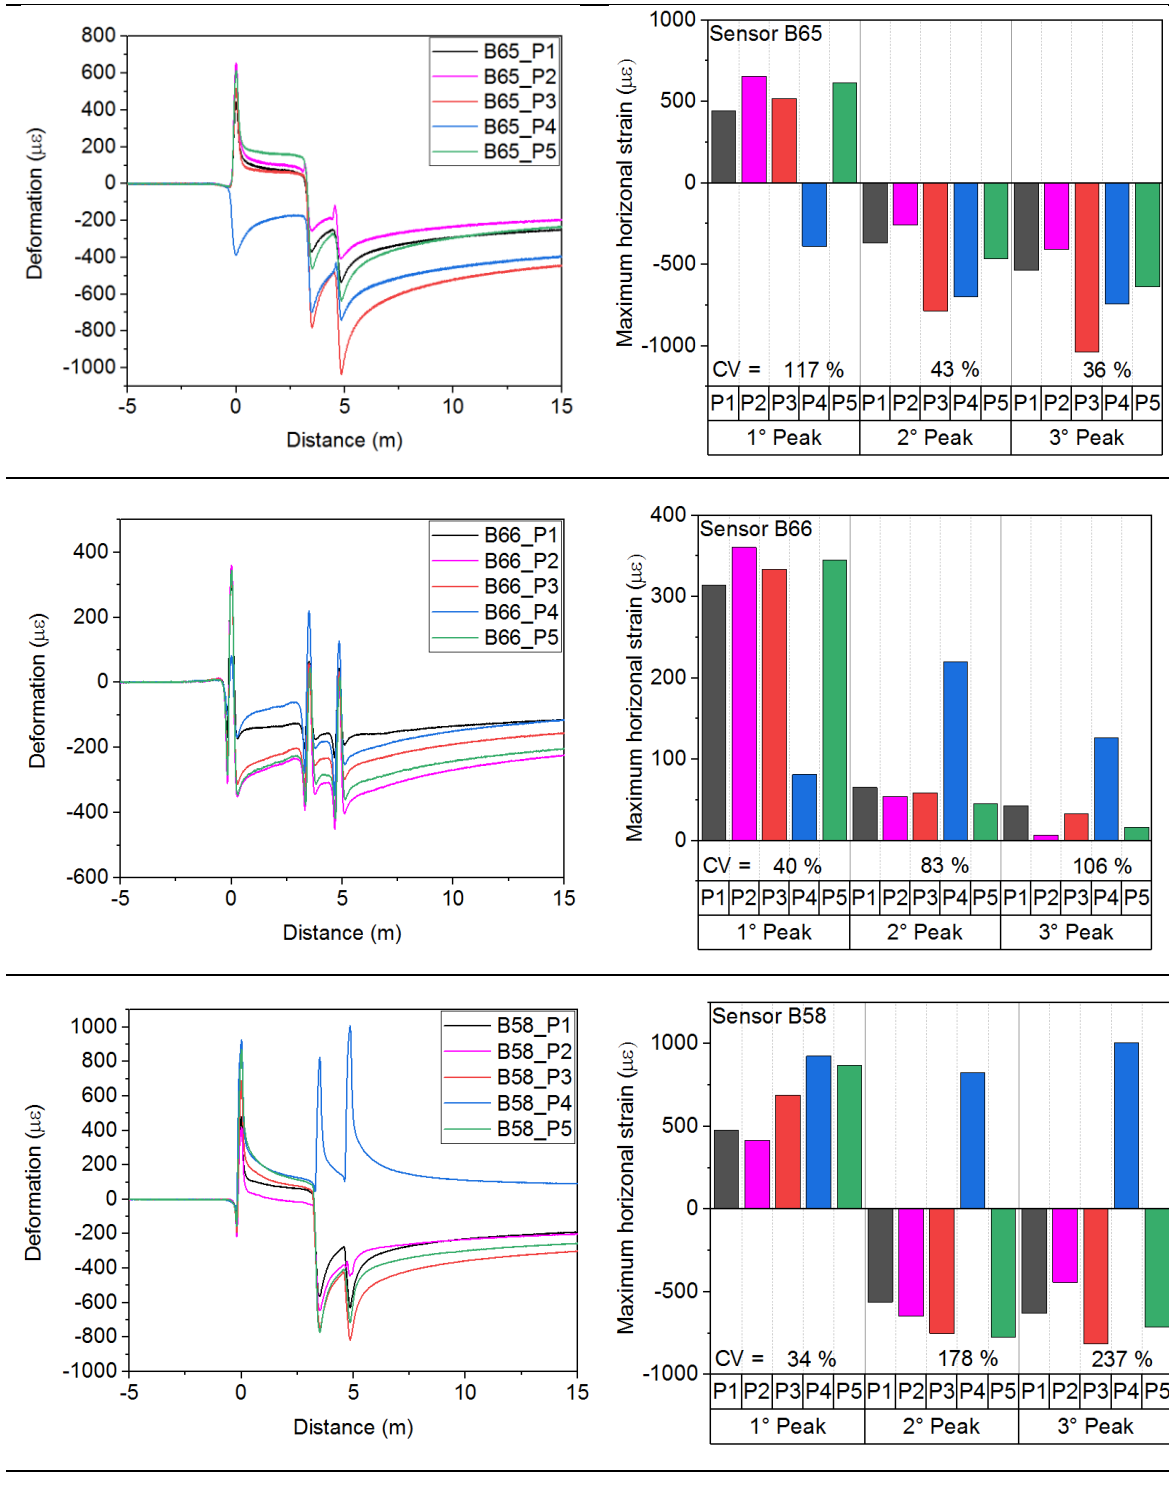 800
600
400
200
0
-200
-400
-600
-800
-1000
-5
0
5
10
15
Distance (m)
Deformation (με)
B65_P1
B65_P2
B65_P3
B65_P4
B65_P5
Sensor B65
1000
500
0
-500
-1000
Maximum horizonal strain (με)
CV = 117 % 43 % 36 %
P1 P2 P3 P4 P5 P1 P2 P3 P4 P5 P1 P2 P3 P4 P5
1° Peak 2° Peak 3° Peak
400
200
0
-200
-400
-600
-5
0
5
10
15
Distance (m)
Deformation (με)
B66_P1
B66_P2
B66_P3
B66_P4
B66_P5
Sensor B66
400
300
200
100
0
Maximum horizonal strain (με)
CV = 40 % 83 % 106 %
P1 P2 P3 P4 P5 P1 P2 P3 P4 P5 P1 P2 P3 P4 P5
1° Peak 2° Peak 3° Peak
1000
800
600
400
200
0
-200
-400
-600
-800
-1000
-5
0
5
10
15
Distance (m)
Deformation (με)
B58_P1
B58_P2
B58_P3
B58_P4
B58_P5
Sensor B58
1000
500
0
-500
-1000
Maximum horizonal strain (με)
CV = 34 % 178 % 237 %
P1 P2 P3 P4 P5 P1 P2 P3 P4 P5 P1 P2 P3 P4 P5
1° Peak 2° Peak 3° Peak